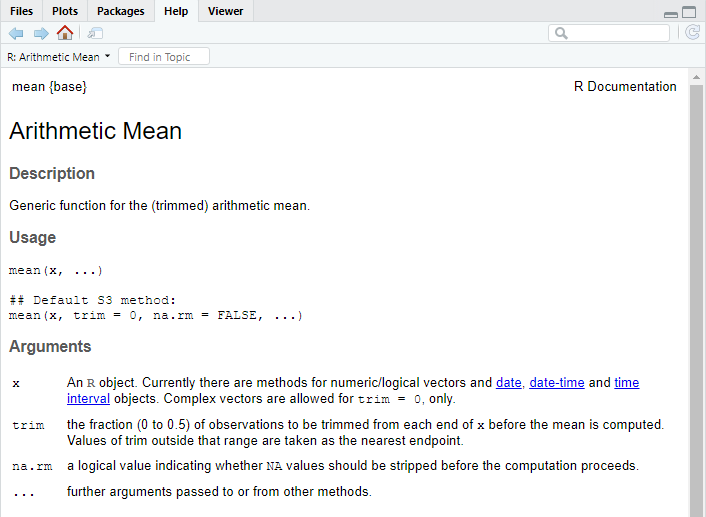 Files Plots Packages Help Viewer
R: Arithmetic Mean Find in Topic
mean {base} R Documentation
Arithmetic Mean
Description
Generic function for the (trimmed) arithmetic mean.
Usage
mean(x, ...)
## Default S3 method:
mean(x, trim = 0, na.rm = FALSE, ...)
Arguments
x An R object. Currently there are methods for numeric/logical vectors and date, date-time and time
interval objects. Complex vectors are allowed for trim = 0, only.
trim the fraction (0 to 0.5) of observations to be trimmed from each end of x before the mean is computed.
Values of trim outside that range are taken as the nearest endpoint.
na.rm a logical value indicating whether NA values should be stripped before the computation proceeds.
... further arguments passed to or from other methods.